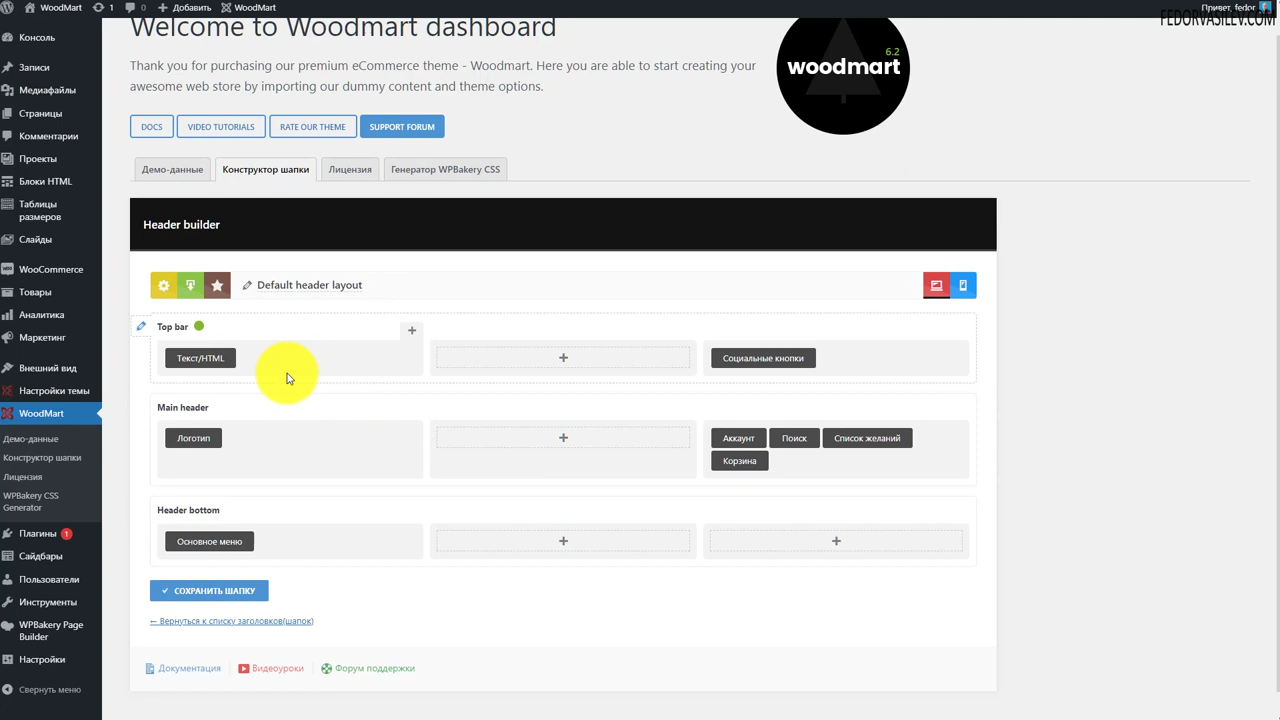 WoodMart 1 0 Добавить WoodMart Привет, fedor
FEDORVASILEV.COM
Консоль
Записи
Медиафайлы
Страницы
Комментарии
Проекты
Блоки HTML
Таблицы
размеров
Слайды
WooCommerce
Товары
Аналитика
Маркетинг
Внешний вид
Настройки темы
WoodMart
Демо-данные
Конструктор шапки
Лицензия
WPBakery CSS
Generator
Плагины 1
Сайдбары
Пользователи
Инструменты
WPBakery Page
Builder
Настройки
Свернуть меню
Welcome to Woodmart dashboard
Thank you for purchasing our premium eCommerce theme - Woodmart. Here you are able to start creating your
awesome web store by importing our dummy content and theme options.
6.2
woodmart
DOCS VIDEO TUTORIALS RATE OUR THEME SUPPORT FORUM
Демо-данные Конструктор шапки Лицензия Генератор WPBakery CSS
Header builder
Default header layout
Top bar
Текст/HTML Социальные кнопки
Main header
Логотип Аккаунт Поиск Список желаний
Корзина
Header bottom
Основное меню
СОХРАНИТЬ ШАПКУ
← Вернуться к списку заголовков(шапок)
Документация Видеоуроки Форум поддержки